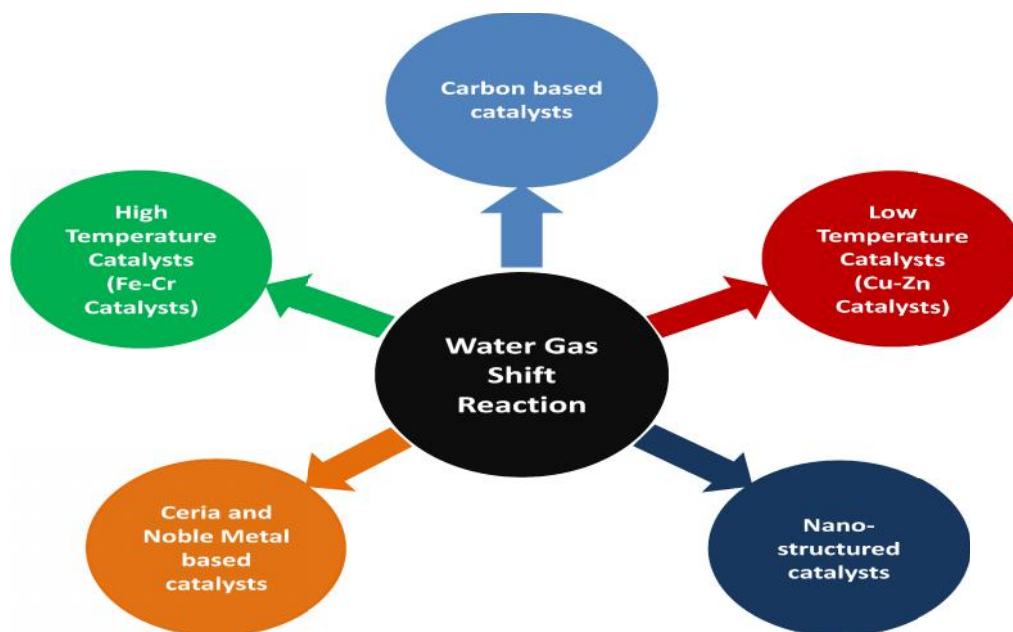 Carbon based
catalysts
High
Temperature
Catalysts
(Fe-Cr
Catalysts)
Low
Temperature
Catalysts
(Cu-Zn
Catalysts)
Water Gas
Shift
Reaction
Ceria and
Noble Metal
based
catalysts
Nano-
structured
catalysts